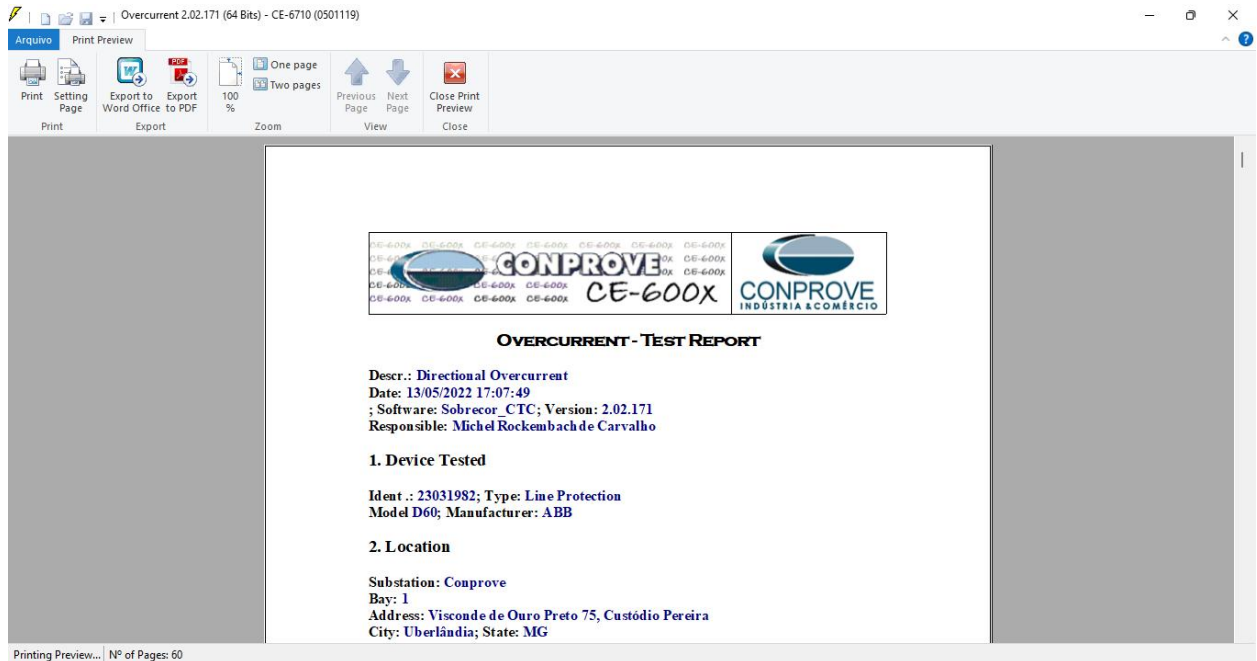 Overcurrent 2.02.171 (64 Bits) - CE-6710 (0501119)
Arquivo Print Preview
Print
Setting Page
Export to Word Office
PDF
Export to PDF
100 %
One page
Two pages
Previous Page
Next Page
Close Print Preview
Print Export Zoom View Close
CONPROVE
CE-600X
CONPROVE
INDÚSTRIA & COMÉRCIO
OVERCURRENT - TEST REPORT
Descr.: Directional Overcurrent
Date: 13/05/2022 17:07:49
; Software: Sobrecor_CTC; Version: 2.02.171
Responsible: Michel Rockembach de Carvalho
1. Device Tested
Ident .: 23031982; Type: Line Protection
Model D60; Manufacturer: ABB
2. Location
Substation: Conprove
Bay: 1
Address: Visconde de Ouro Preto 75, Custódio Pereira
City: Uberlândia; State: MG
Printing Preview... Nº of Pages: 60